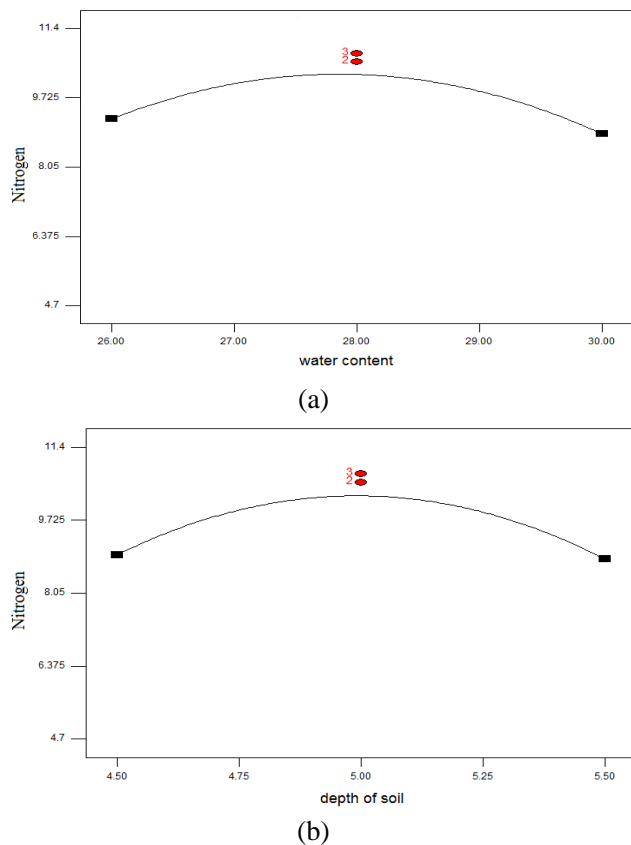 11.4
3
2
9.725
8.05
6.375
4.7
Nitrogen
26.00 27.00 28.00 29.00 30.00
water content
(a)
11.4
3
2
9.725
8.05
6.375
4.7
Nitrogen
4.50 4.75 5.00 5.25 5.50
depth of soil
(b)